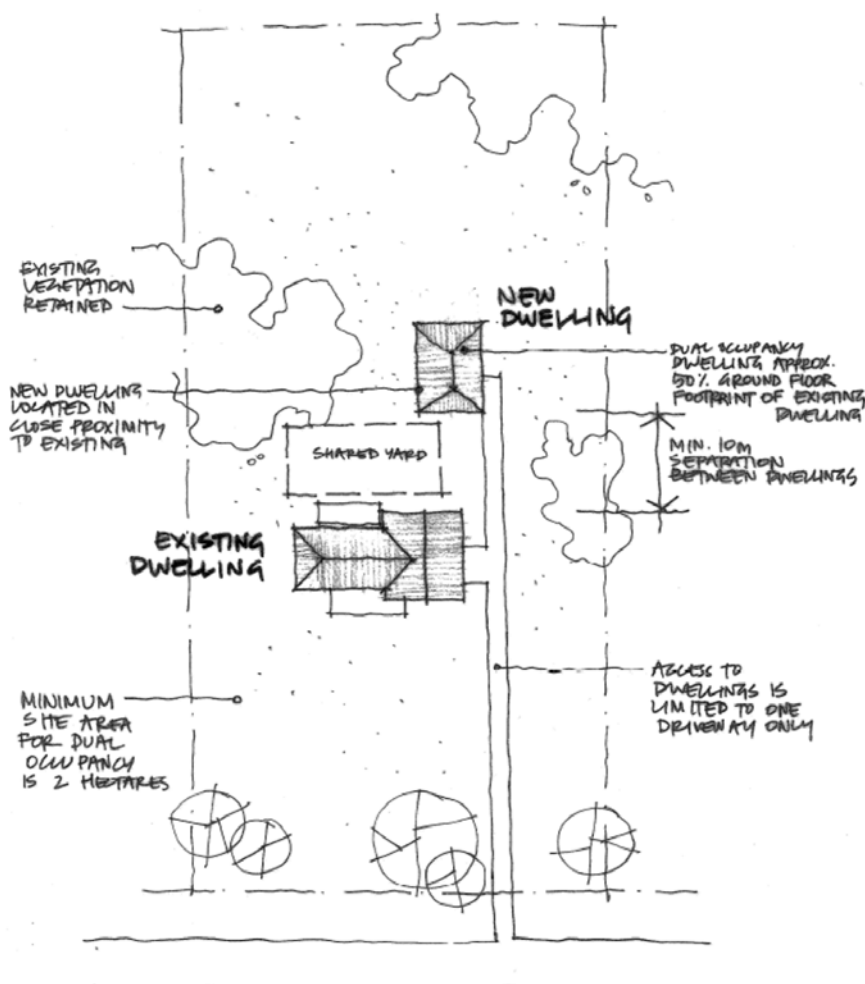 EXISTING
VEGETATION
RETAINED
NEW
DWELLING
DUAL OCCUPANCY
DWELLING APPROX.
50% GROUND FLOOR
FOOTPRINT OF EXISTING
DWELLING
NEW DWELLING
LOCATED IN
CLOSE PROXIMITY
TO EXISTING
SHARED YARD
MIN. 10M
SEPARATION
BETWEEN DWELLINGS
EXISTING
DWELLING
ACCESS TO
DWELLINGS IS
LIMITED TO ONE
DRIVEWAY ONLY
MINIMUM
SITE AREA
FOR DUAL
OCCUPANCY
IS 2 HECTARES